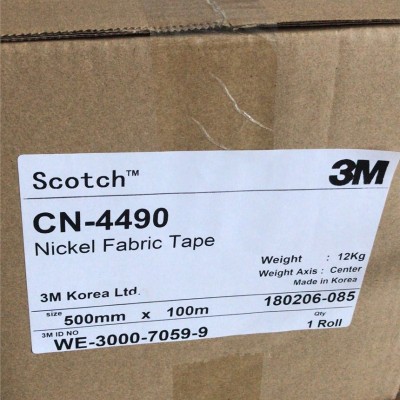 Scotch™ 3M
CN-4490
Nickel Fabric Tape
Weight : 12Kg
Weight Axis : Center
Made in Korea
3M Korea Ltd.
180206-085
size 500mm x 100m
Qty 1 Roll
3M ID NO WE-3000-7059-9